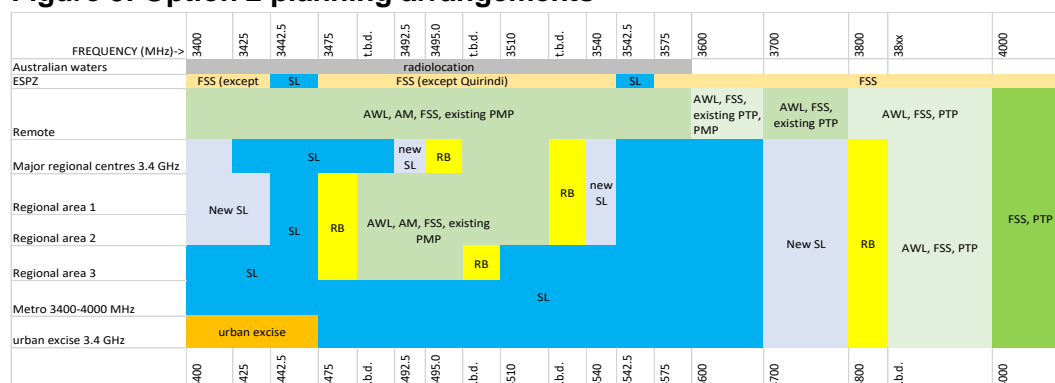 Figure 3: Option 2 planning arrangements
FREQUENCY (MHz)-> 3400 3425 3442.5 3475 t.b.d. 3492.5 3495.0 t.b.d. 3510 t.b.d. 3540 3542.5 3575 3600 3700 3800 38xx 4000
Australian waters radiolocation
ESPZ FSS (except SL FSS (except Quirindi) SL FSS
Remote AWL, AM, FSS, existing PMP
AWL, FSS,
existing PTP,
PMP
AWL, FSS,
existing PTP
AWL, FSS, PTP
Major regional centres 3.4 GHz SL
new
SL
RB
Regional area 1
Regional area 2
New SL
SL
RB
AWL, AM, FSS, existing
PMP
RB
new
SL
Regional area 3 SL RB
Metro 3400-4000 MHz SL
urban excise 3.4 GHz urban excise
New SL
RB
AWL, FSS, PTP
FSS, PTP
400 425 442.5 475 .b.d. 492.5 495.0 .b.d. 510 .b.d. 540 542.5 575 600 700 800 .b.d. 000